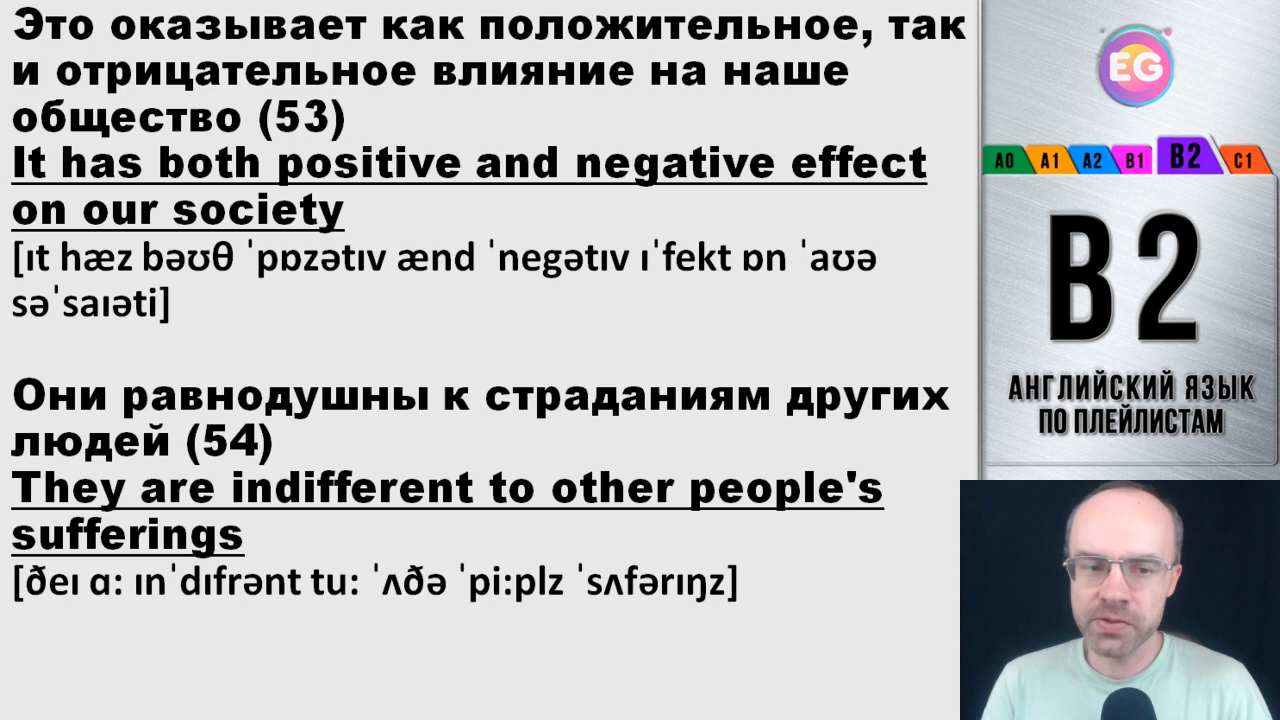 Это оказывает как положительное, так
и отрицательное влияние на наше
общество (53)
It has both positive and negative effect
on our society
[ɪt hæz bəʊθ ˈpɒzətɪv ænd ˈnegətɪv ɪˈfekt ɒn ˈaʊə
səˈsaɪəti]
Они равнодушны к страданиям других
людей (54)
They are indifferent to other people's
sufferings
[ðeɪ ɑː ɪnˈdɪfrənt tuː ˈʌðə ˈpiːplz ˈsʌfərɪŋz]
EG
A0 A1 A2 B1 B2 C1
B2
АНГЛИЙСКИЙ ЯЗЫК
ПО ПЛЕЙЛИСТАМ